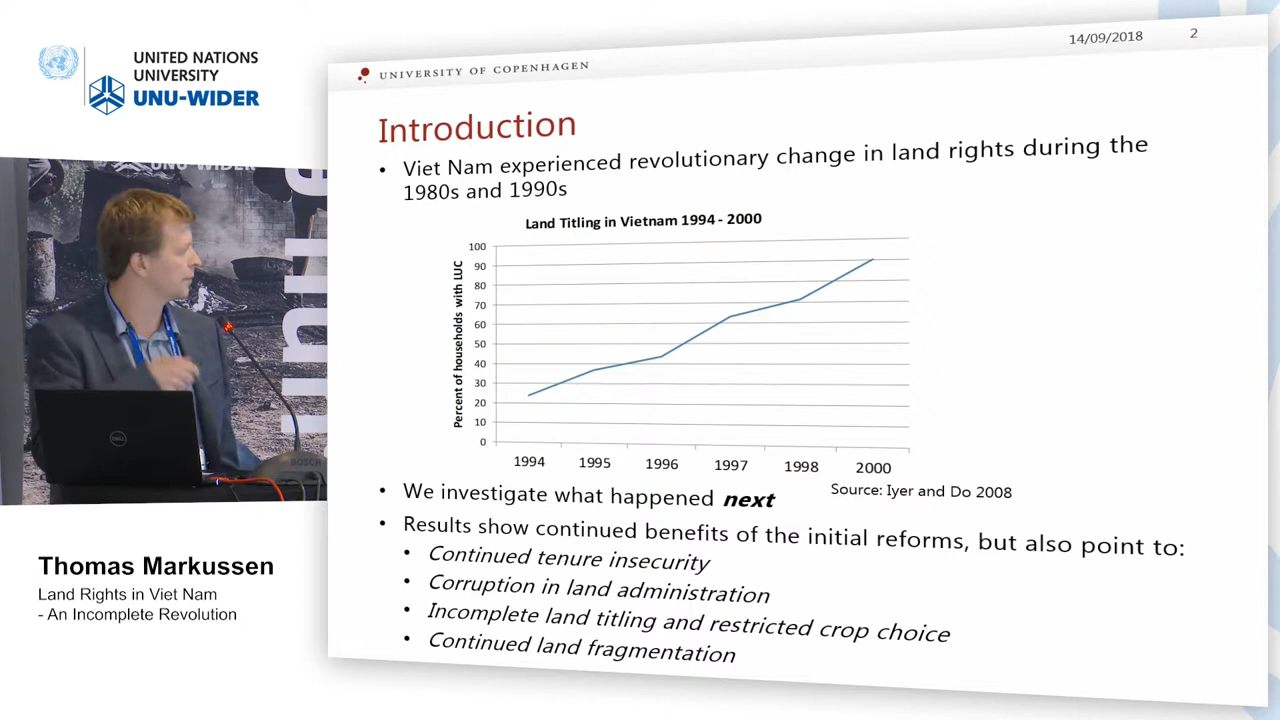 UNITED NATIONS
UNIVERSITY
UNU-WIDER
14/09/2018 2
UNIVERSITY OF COPENHAGEN
Introduction
• Viet Nam experienced revolutionary change in land rights during the
1980s and 1990s
Land Titling in Vietnam 1994 - 2000
Percent of households with LUC
100
90
80
70
60
50
40
30
20
10
0
1994 1995 1996 1997 1998 2000
Source: Iyer and Do 2008
• We investigate what happened next
• Results show continued benefits of the initial reforms, but also point to:
• Continued tenure insecurity
• Corruption in land administration
• Incomplete land titling and restricted crop choice
• Continued land fragmentation
UNU-WIDER
DELL
BOSCH
Thomas Markussen
Land Rights in Viet Nam
- An Incomplete Revolution